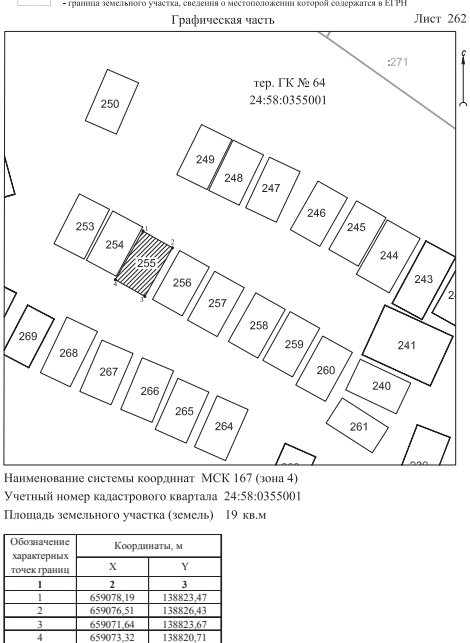 - граница земельного участка, сведения о местоположении которой содержатся в ЕГРН
Графическая часть
Лист 262
:271
тер. ГК № 64
24:58:0355001
250
249
248
247
246
245
244
243
253
254
1
2
255
4
3
256
257
258
259
260
241
240
261
269
268
267
266
265
264
Наименование системы координат МСК 167 (зона 4)
Учетный номер кадастрового квартала 24:58:0355001
Площадь земельного участка (земель) 19 кв.м
Обозначение характерных точек границ
Координаты, м
X Y
1 2 3
1 659078,19 138823,47
2 659076,51 138826,43
3 659071,64 138823,67
4 659073,32 138820,71